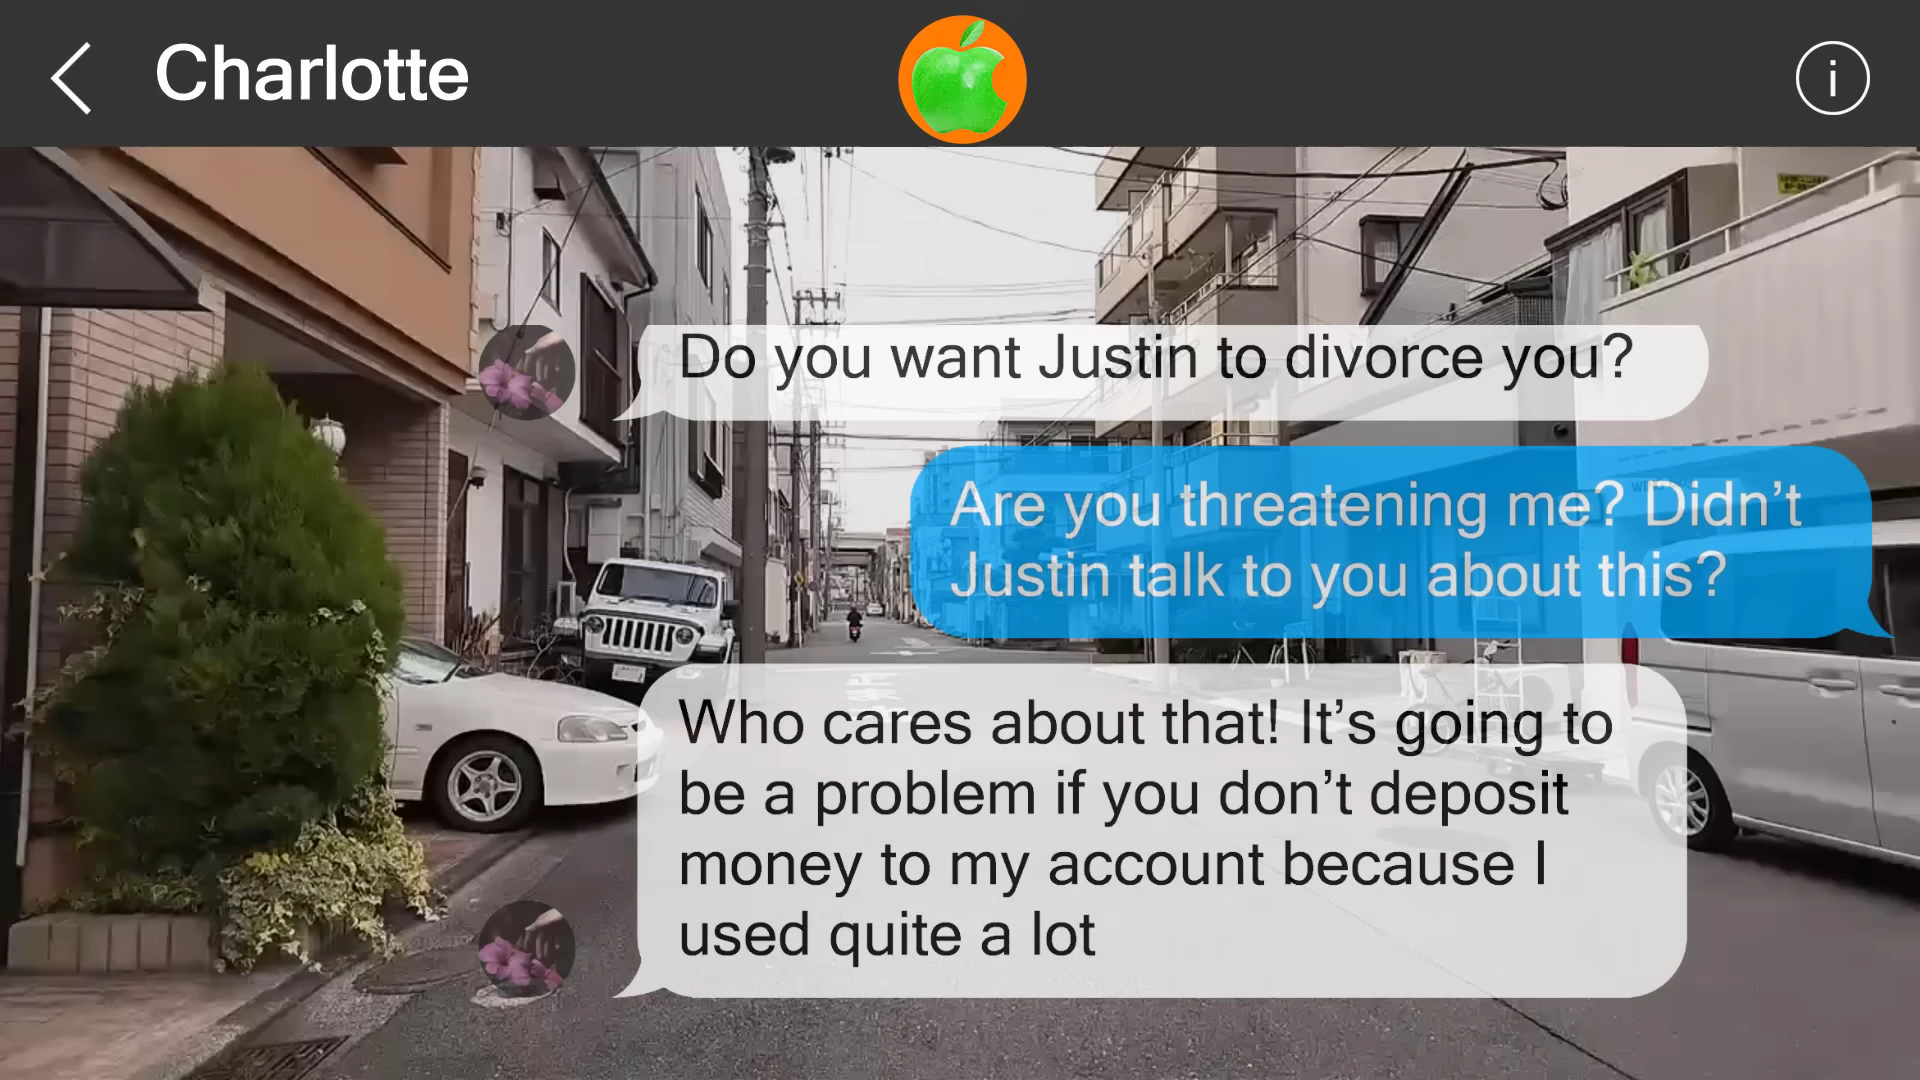 Charlotte
Do you want Justin to divorce you?
Are you threatening me? Didn't
Justin talk to you about this?
Who cares about that! It's going to
be a problem if you don't deposit
money to my account because I
used quite a lot